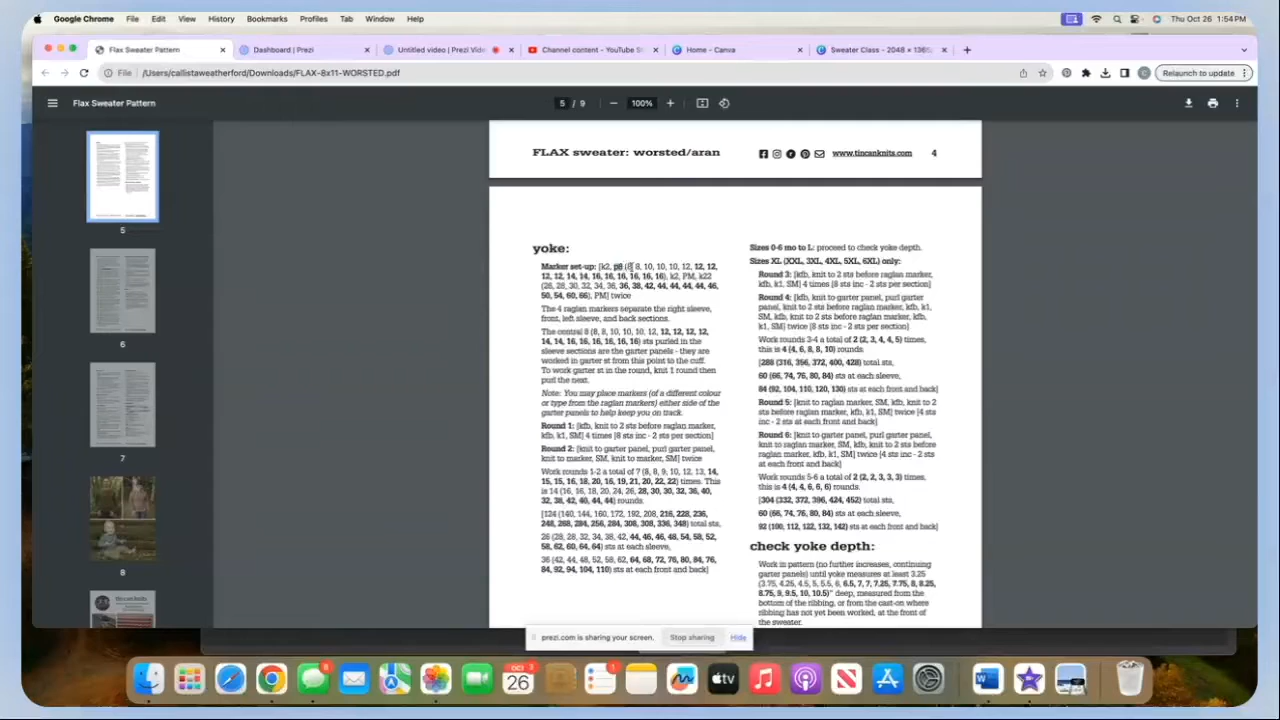 Google Chrome File Edit View History Bookmarks Profiles Tab Window Help Thu Oct 26 1:54PM
Flax Sweater Pattern Dashboard | Prezi Untitled video | Prezi Vide Channel content - YouTube St Home - Canva Sweater Class - 2048 × 1365
File /Users/callistaweatherford/Downloads/FLAX-8x11-WORSTED.pdf Relaunch to update
Flax Sweater Pattern 5 / 9 100%
FLAX sweater: worsted/aran www.tincanknits.com 4
5
6
7
8
yoke:
Marker set-up: [k2, p8 (8, 8, 10, 10, 10, 12, 12, 12,
12, 12, 14, 14, 16, 16, 16, 16, 16, 16), k2, PM, k22
(26, 28, 30, 32, 34, 36, 36, 38, 42, 44, 44, 44, 44, 46,
50, 54, 60, 66), PM] twice
The 4 raglan markers separate the right sleeve,
front, left sleeve, and back sections.
The central 8 (8, 8, 10, 10, 10, 12, 12, 12, 12, 12,
14, 14, 16, 16, 16, 16, 16, 16) sts purled in the
sleeve sections are the garter panels - they are
worked in garter st from this point to the cuff.
To work garter st in the round, knit 1 round then
purl the next.
Note: You may place markers (of a different colour
or type from the raglan markers) either side of the
garter panels to help keep you on track.
Round 1: [kfb, knit to 2 sts before raglan marker,
kfb, k1, SM] 4 times [8 sts inc - 2 sts per section]
Round 2: [knit to garter panel, purl garter panel,
knit to marker, SM, knit to marker, SM] twice
Work rounds 1-2 a total of 7 (8, 8, 9, 10, 12, 13, 14,
15, 15, 16, 18, 20, 16, 19, 21, 20, 22, 22) times. This
is 14 (16, 16, 18, 20, 24, 26, 28, 30, 30, 32, 36, 40,
32, 38, 42, 40, 44, 44) rounds.
[124 (140, 144, 160, 172, 192, 208, 216, 228, 236,
248, 268, 284, 256, 284, 308, 308, 336, 348) total sts,
26 (28, 28, 32, 34, 38, 42, 44, 46, 46, 48, 54, 58, 52,
58, 62, 60, 64, 64) sts at each sleeve,
36 (42, 44, 48, 52, 58, 62, 64, 68, 72, 76, 80, 84, 76,
84, 92, 94, 104, 110) sts at each front and back]
Sizes 0-6 mo to L: proceed to check yoke depth.
Sizes XL (XXL, 3XL, 4XL, 5XL, 6XL) only:
Round 3: [kfb, knit to 2 sts before raglan marker,
kfb, k1, SM] 4 times [8 sts inc - 2 sts per section]
Round 4: [kfb, knit to garter panel, purl garter
panel, knit to 2 sts before raglan marker, kfb, k1,
SM, kfb, knit to 2 sts before raglan marker, kfb,
k1, SM] twice [8 sts inc - 2 sts per section]
Work rounds 3-4 a total of 2 (2, 3, 4, 4, 5) times,
this is 4 (4, 6, 8, 8, 10) rounds.
[288 (316, 356, 372, 400, 428) total sts,
60 (66, 74, 76, 80, 84) sts at each sleeve,
84 (92, 104, 110, 120, 130) sts at each front and back]
Round 5: [knit to raglan marker, SM, kfb, knit to 2
sts before raglan marker, kfb, k1, SM] twice [4 sts
inc - 2 sts at each front and back]
Round 6: [knit to garter panel, purl garter panel,
knit to raglan marker, SM, kfb, knit to 2 sts before
raglan marker, kfb, k1, SM] twice [4 sts inc - 2 sts
at each front and back]
Work rounds 5-6 a total of 2 (2, 2, 3, 3, 3) times,
this is 4 (4, 4, 6, 6, 6) rounds.
[304 (332, 372, 396, 424, 452) total sts,
60 (66, 74, 76, 80, 84) sts at each sleeve,
92 (100, 112, 122, 132, 142) sts at each front and back]
check yoke depth:
Work in pattern (no further increases, continuing
garter panels) until yoke measures at least 3.25
(3.75, 4.25, 4.5, 5, 5.5, 6, 6.5, 7, 7, 7.25, 7.75, 8, 8.25,
8.75, 9, 9.5, 10, 10.5)" deep, measured from the
bottom of the ribbing, or from the cast-on where
ribbing has not yet been worked, at the front of
the sweater.
prezi.com is sharing your screen. Stop sharing Hide
OCT
26
tv